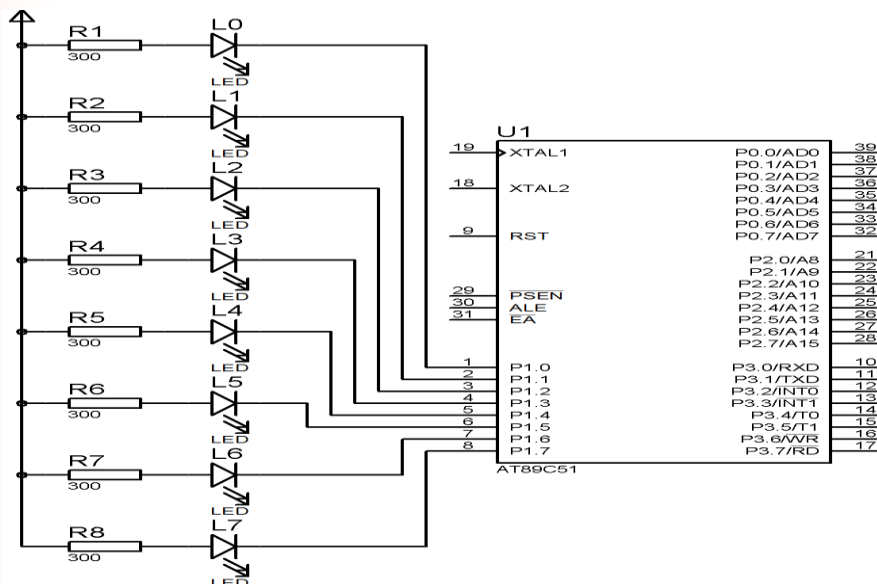 R1
300
L0
LED
R2
300
L1
LED
R3
300
L2
LED
R4
300
L3
LED
R5
300
L4
LED
R6
300
L5
LED
R7
300
L6
LED
R8
300
L7
LED
U1
19 XTAL1
18 XTAL2
9 RST
29 PSEN
30 ALE
31 EA
1 P1.0
2 P1.1
3 P1.2
4 P1.3
5 P1.4
6 P1.5
7 P1.6
8 P1.7
P0.0/AD0 39
P0.1/AD1 38
P0.2/AD2 37
P0.3/AD3 36
P0.4/AD4 35
P0.5/AD5 34
P0.6/AD6 33
P0.7/AD7 32
P2.0/A8 21
P2.1/A9 22
P2.2/A10 23
P2.3/A11 24
P2.4/A12 25
P2.5/A13 26
P2.6/A14 27
P2.7/A15 28
P3.0/RXD 10
P3.1/TXD 11
P3.2/INT0 12
P3.3/INT1 13
P3.4/T0 14
P3.5/T1 15
P3.6/WR 16
P3.7/RD 17
AT89C51